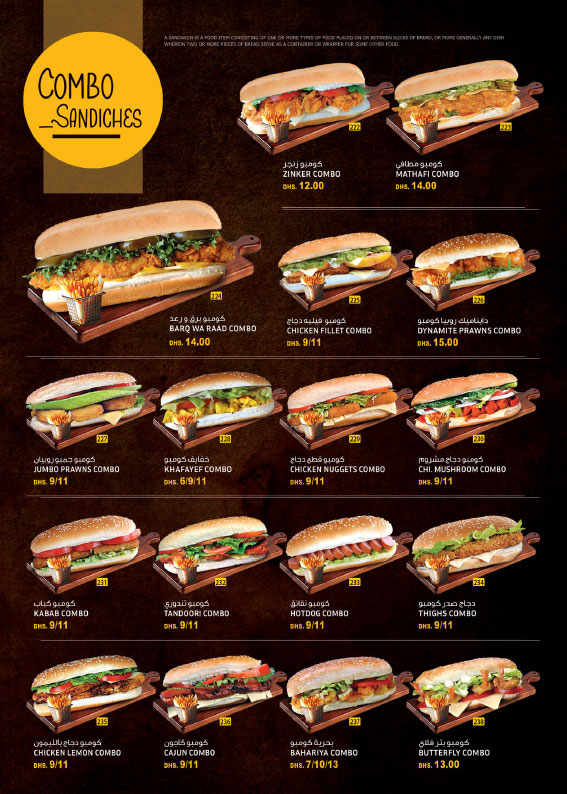 COMBO
SANDICHES
A SANDWICH IS A FOOD ITEM CONSISTING OF ONE OR MORE TYPES OF FOOD PLACED ON OR BETWEEN SLICES OF BREAD, OR MORE GENERALLY ANY DISH
WHEREIN TWO OR MORE PIECES OF BREAD SERVE AS A CONTAINER OR WRAPPER FOR SOME OTHER FOOD.
222
كومبو زنجر
ZINKER COMBO
DHS. 12.00
223
كومبو مطافي
MATHAFI COMBO
DHS. 14.00
224
كومبو برق و رعد
BARQ WA RAAD COMBO
DHS. 14.00
225
كومبو فيليه دجاج
CHICKEN FILLET COMBO
DHS. 9/11
226
دايناميك روبيا كومبو
DYNAMITE PRAWNS COMBO
DHS. 15.00
227
كومبو جمبو روبيان
JUMBO PRAWNS COMBO
DHS. 9/11
228
خفايف كومبو
KHAFAYEF COMBO
DHS. 6/9/11
229
كومبو قطع دجاج
CHICKEN NUGGETS COMBO
DHS. 9/11
230
كومبو دجاج مشروم
CHI. MUSHROOM COMBO
DHS. 9/11
231
كومبو كباب
KABAB COMBO
DHS. 9/11
232
كومبو تندوري
TANDOORI COMBO
DHS. 9/11
233
كومبو نقانق
HOTDOG COMBO
DHS. 9/11
234
دجاج صدر كومبو
THIGHS COMBO
DHS. 9/11
235
كومبو دجاج بالليمون
CHICKEN LEMON COMBO
DHS. 9/11
236
كومبو كاجون
CAJUN COMBO
DHS. 9/11
237
بحرية كومبو
BAHARIYA COMBO
DHS. 7/10/13
238
كومبو بتر فلاي
BUTTERFLY COMBO
DHS. 13.00